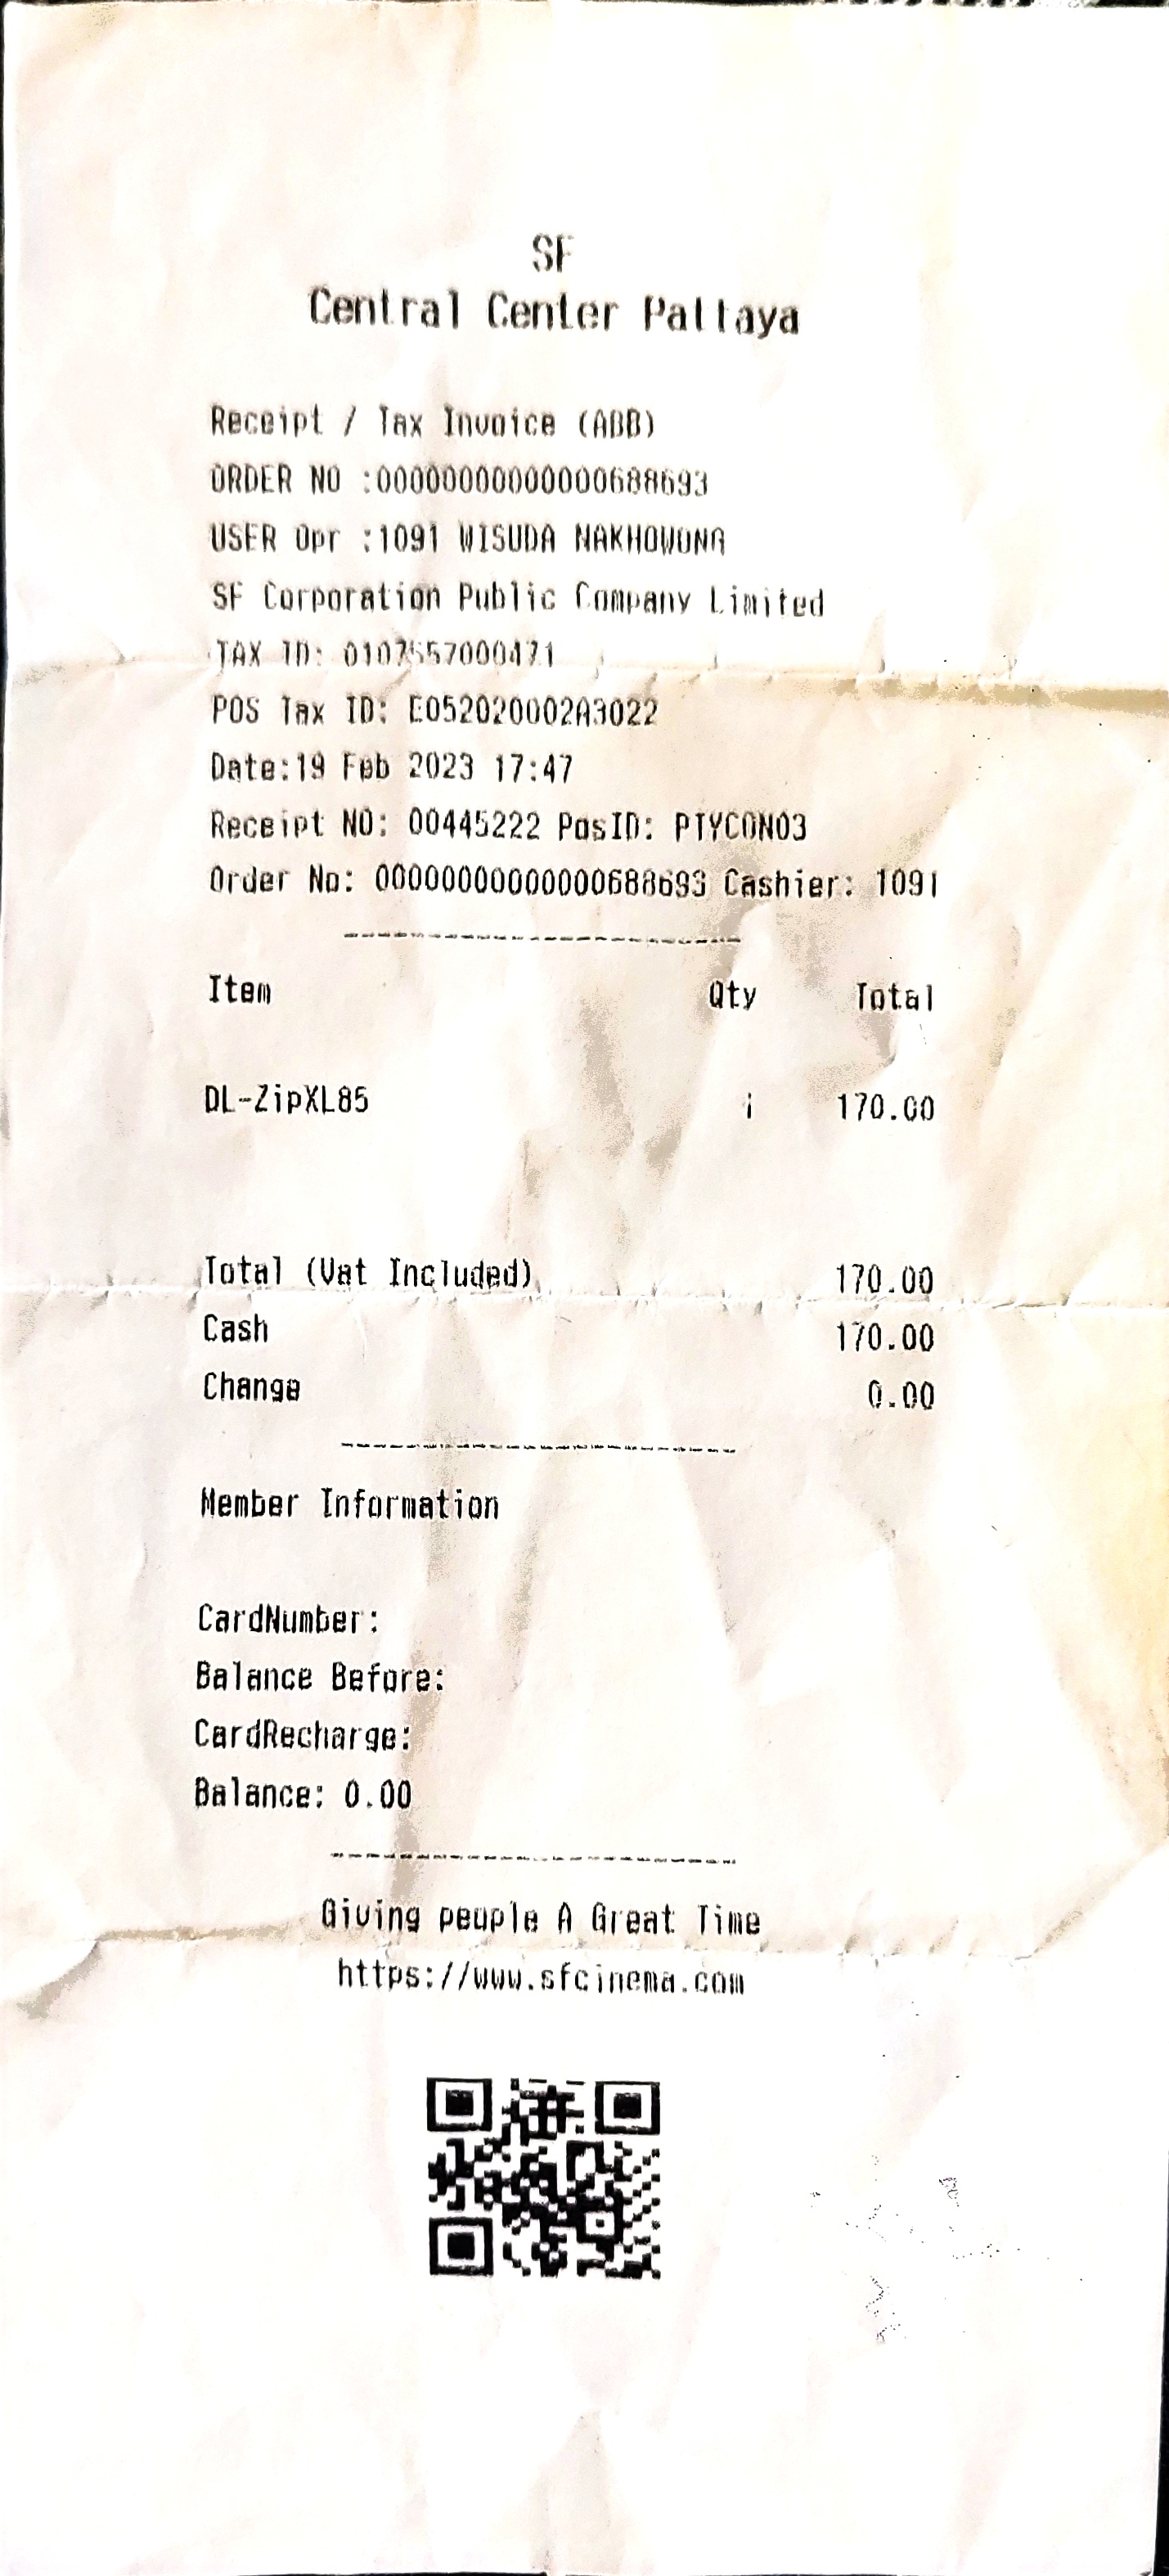 SF
Central Center Pattaya
Receipt / Tax Invoice (ABB)
ORDER NO :00000000000000688693
USER Opr :1091 WISUDA NAKHOWONG
SF Corporation Public Company Limited
TAX ID: 0107557000471
POS Tax ID: E052020002A3022
Date:19 Feb 2023 17:47
Receipt NO: 00445222 PosID: PTYCON03
Order No: 00000000000000688693 Cashier: 1091
Item Qty Total
DL-ZipXL85 1 170.00
Total (Vat Included) 170.00
Cash 170.00
Change 0.00
Member Information
CardNumber:
Balance Before:
CardRecharge:
Balance: 0.00
Giving people A Great Time
https://www.sfcinema.com